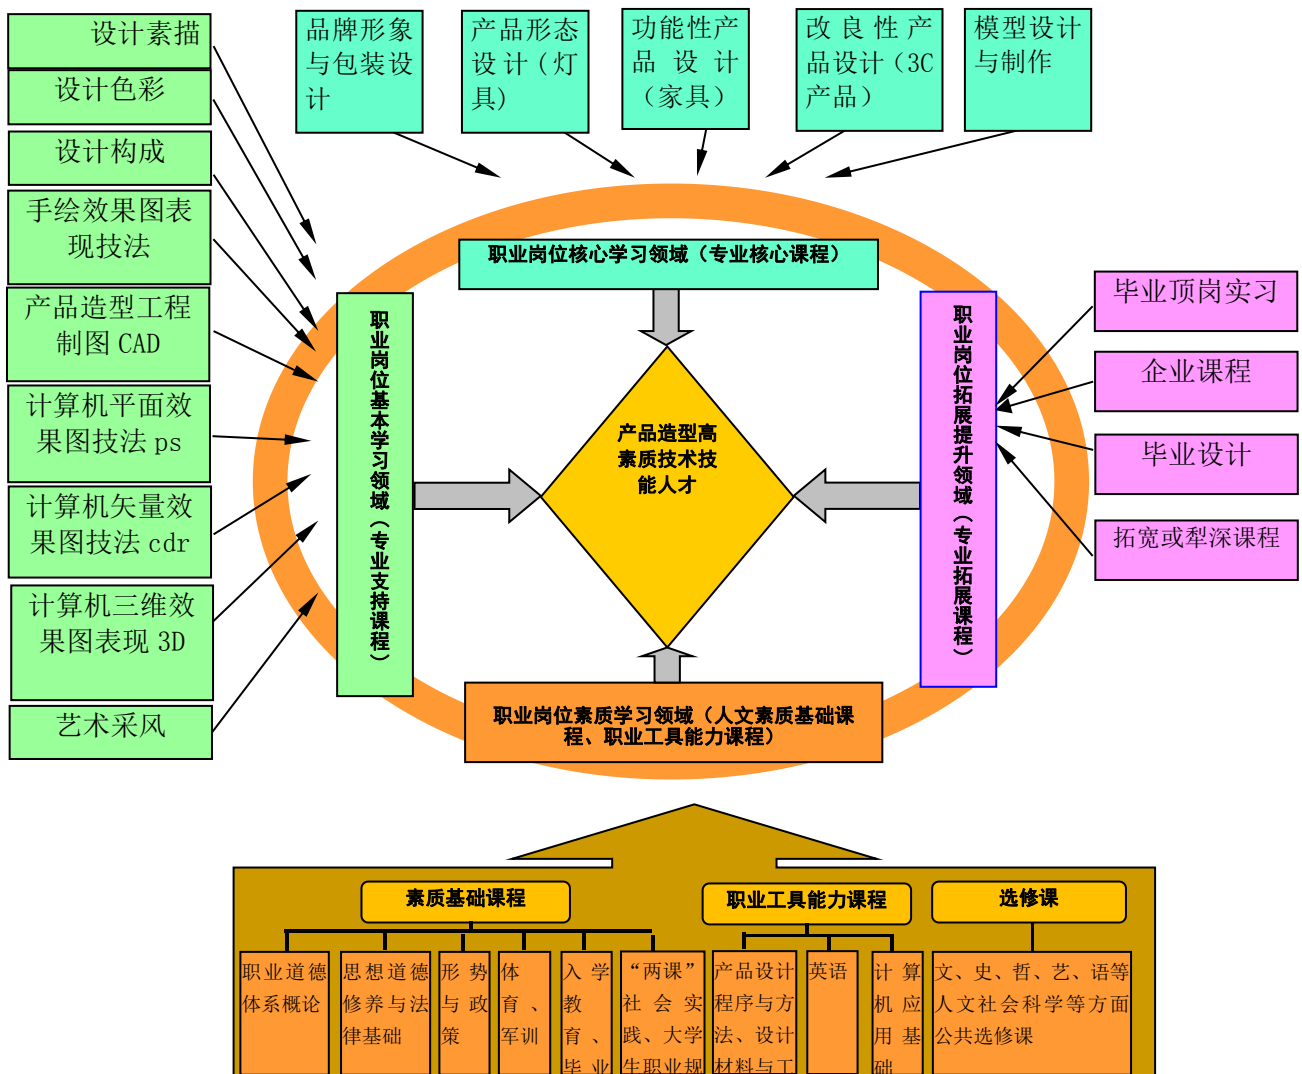 设计素描
设计色彩
设计构成
手绘效果图表
现技法
产品造型工程
制图 CAD
计算机平面效
果图技法 ps
计算机矢量效
果图技法 cdr
计算机三维效
果图表现 3D
艺术采风
品牌形象
与包装设
计
产品形态
设计(灯
具)
功能性产
品设计
（家具）
改良性产
品设计（3C
产品）
模型设计
与制作
职业岗位核心学习领域（专业核心课程）
职业岗位基本学习领域（专业支持课程）
产品造型高
素质技术技
能人才
职业岗位拓展提升领域（专业拓展课程）
毕业顶岗实习
企业课程
毕业设计
拓宽或犁深课程
职业岗位素质学习领域（人文素质基础课
程、职业工具能力课程）
素质基础课程
职业工具能力课程
选修课
职业道德
体系概论
思想道德
修养与法
律基础
形势
与政
策
体
育、
军训
入学
教
育、
毕业
“两课”
社会实
践、大学
生职业规
产品设计
程序与方
法、设计
材料与工
英语
计算
机应
用基
础
文、史、哲、艺、语等
人文社会科学等方面
公共选修课